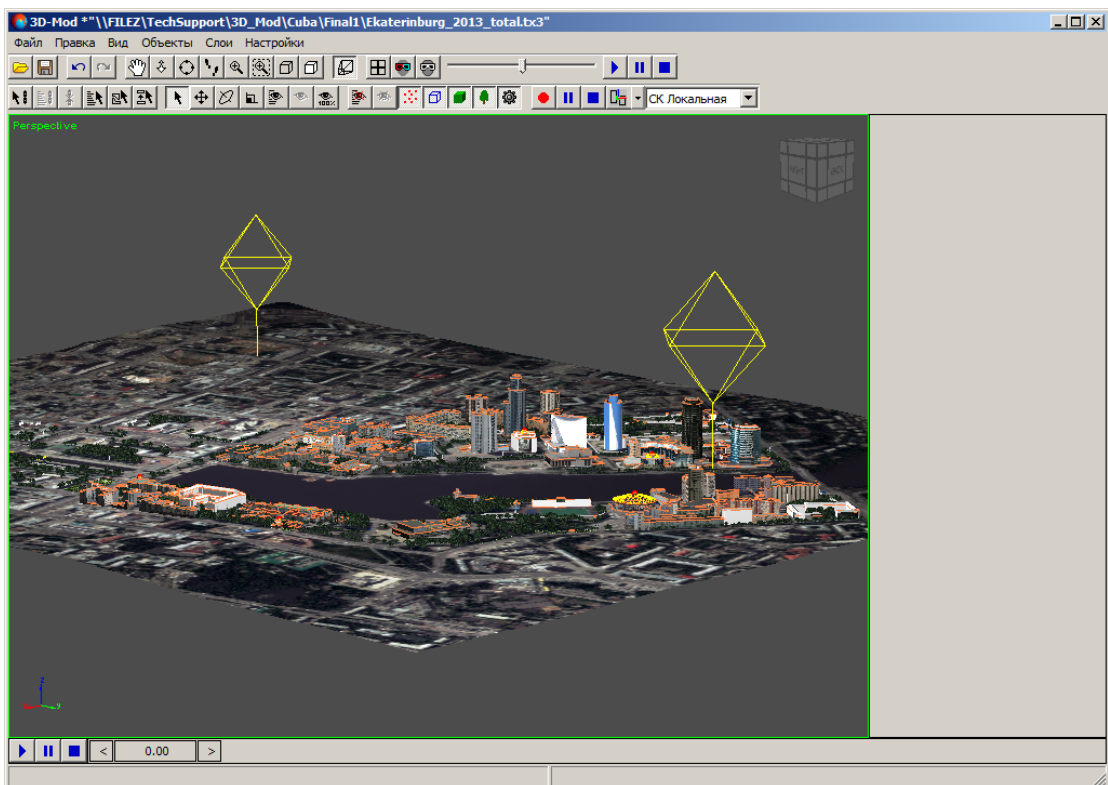 3D-Mod *"\\FILEZ\TechSupport\3D_Mod\Cuba\Final1\Ekaterinburg_2013_total.tx3"
Файл Правка Вид Объекты Слои Настройки
100%
СК Локальная
Perspective
z
y
0.00